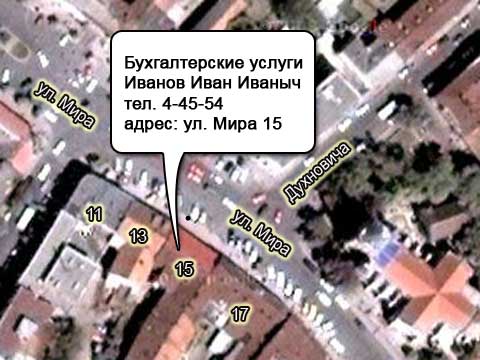 Бухгалтерские услуги
Иванов Иван Иваныч
тел. 4-45-54
адрес: ул. Мира 15
ул. Мира
Духновича
ул. Мира
11
13
15
17